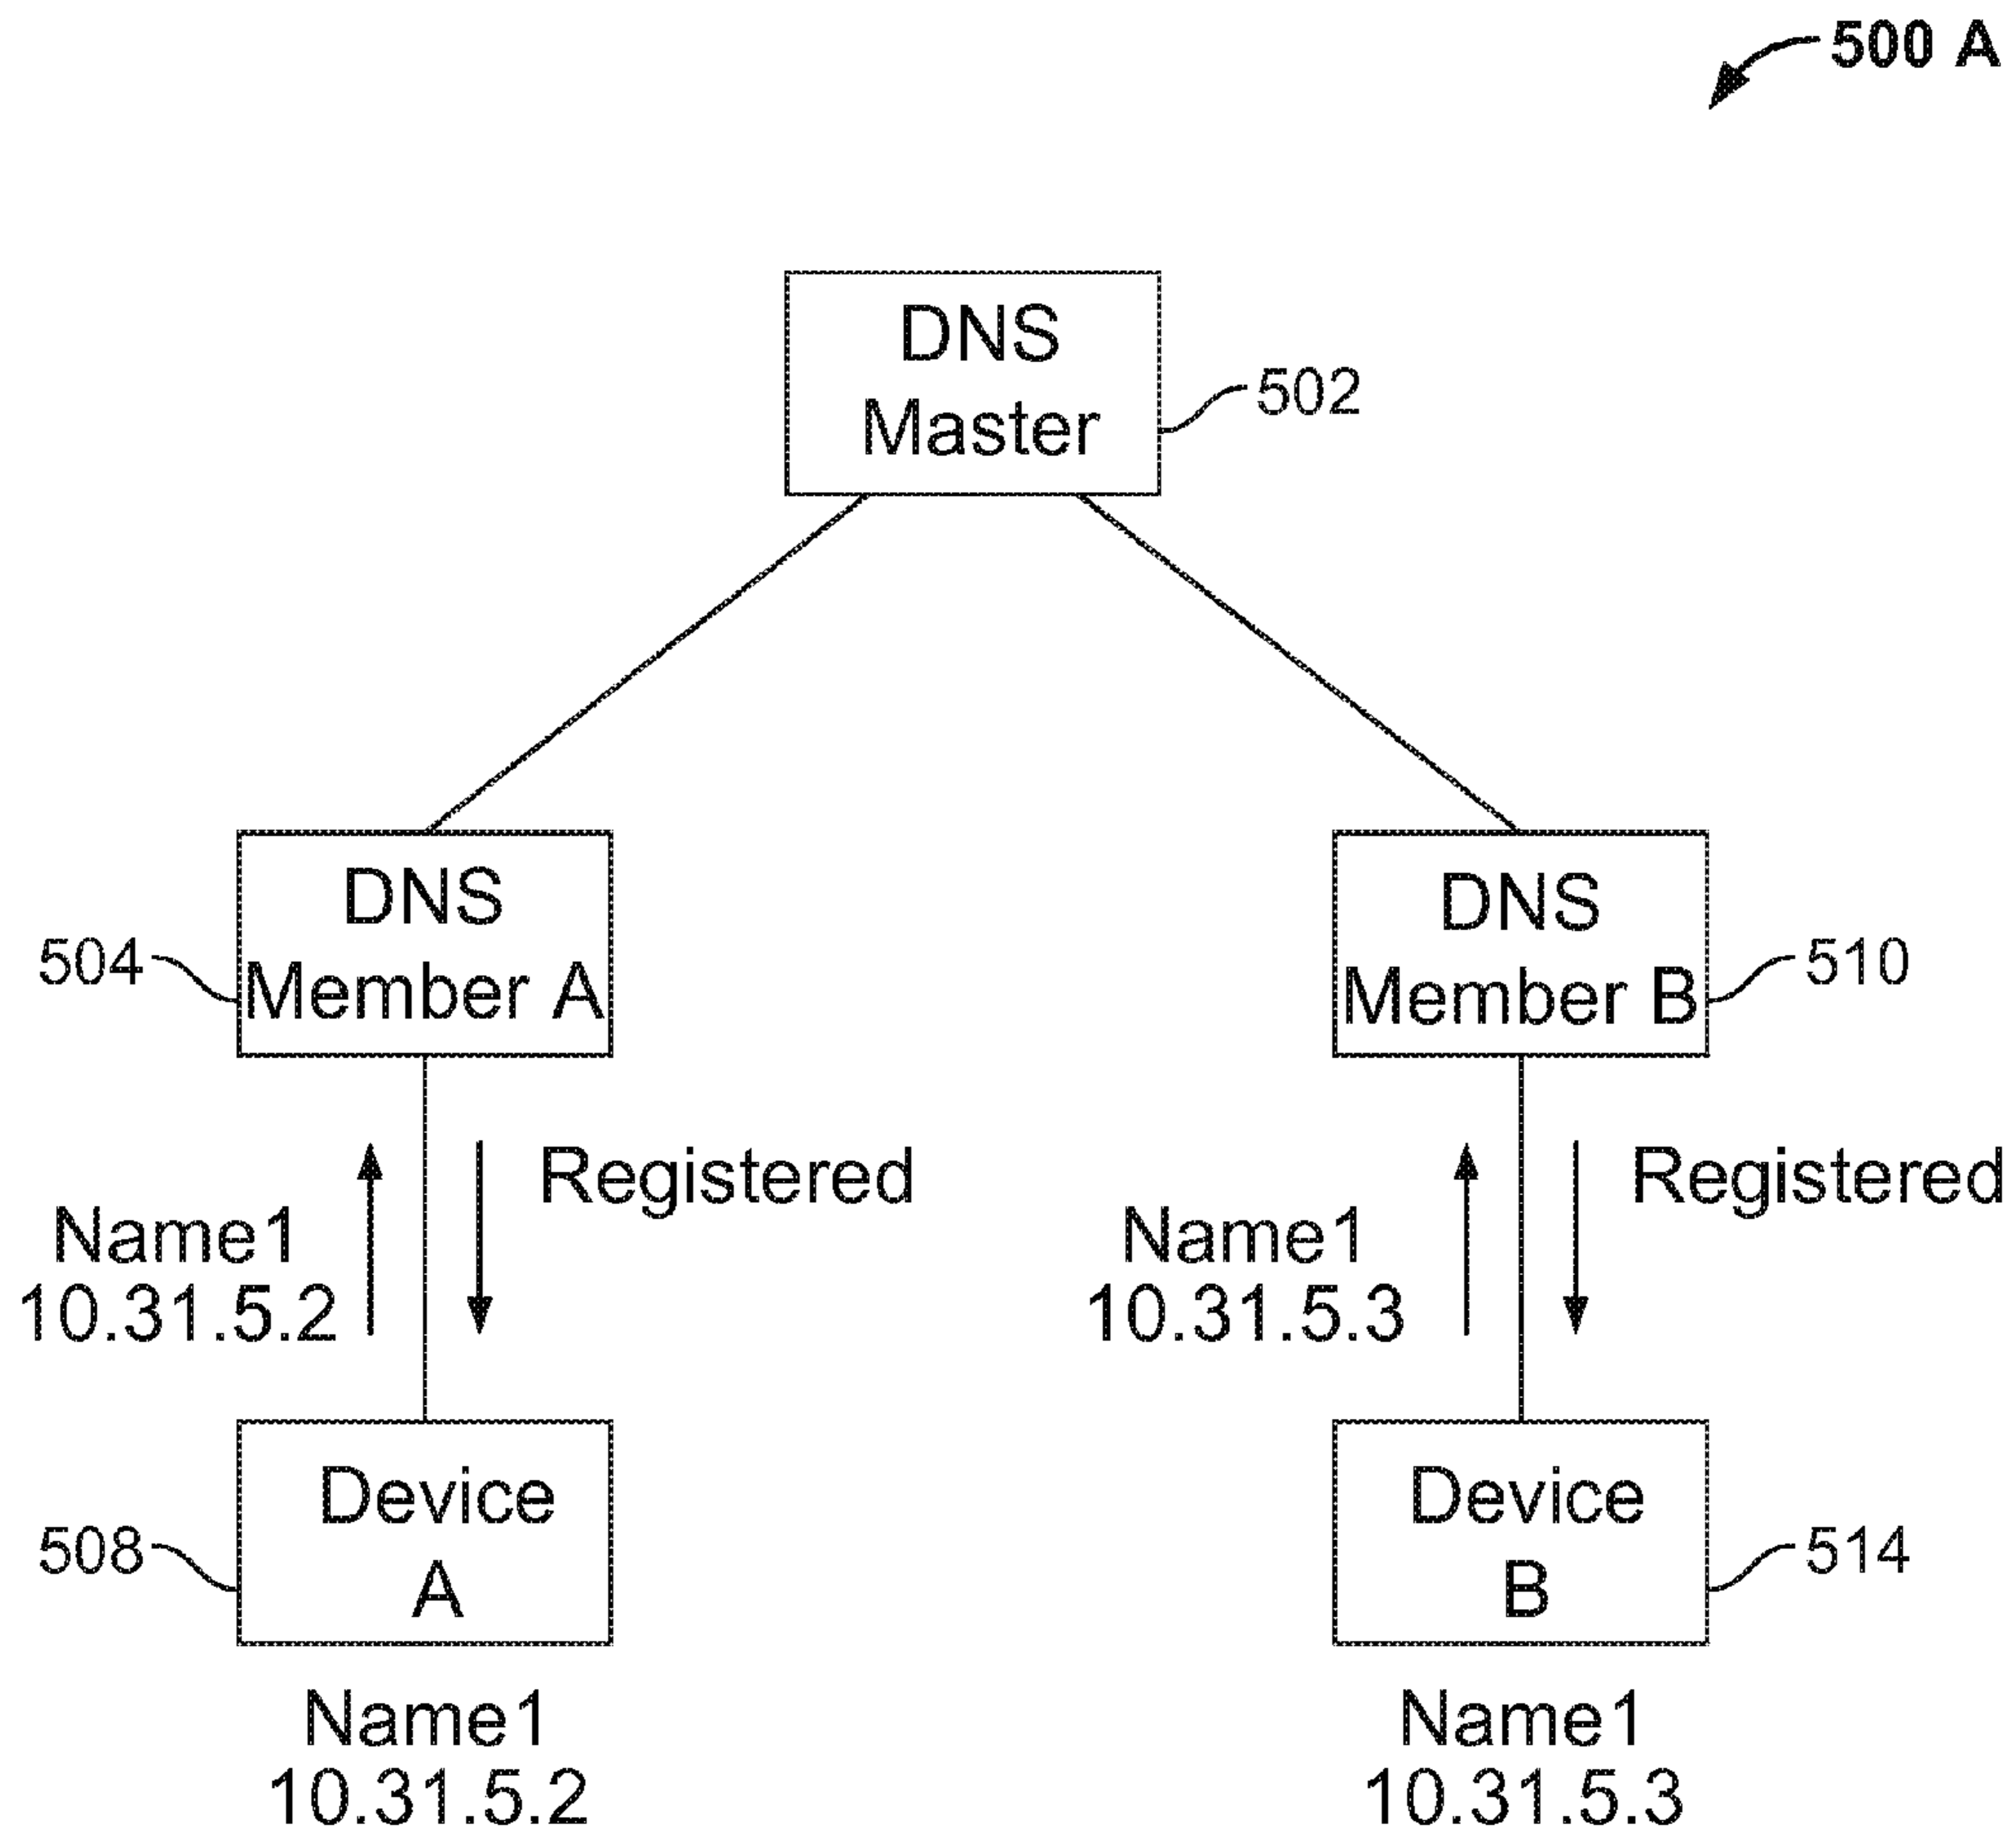 500 A
DNS
Master
502
DNS
Member A
504
DNS
Member B
510
Registered
Name1
10.31.5.2
Registered
Name1
10.31.5.3
Device
A
508
Device
B
514
Name1
10.31.5.2
Name1
10.31.5.3